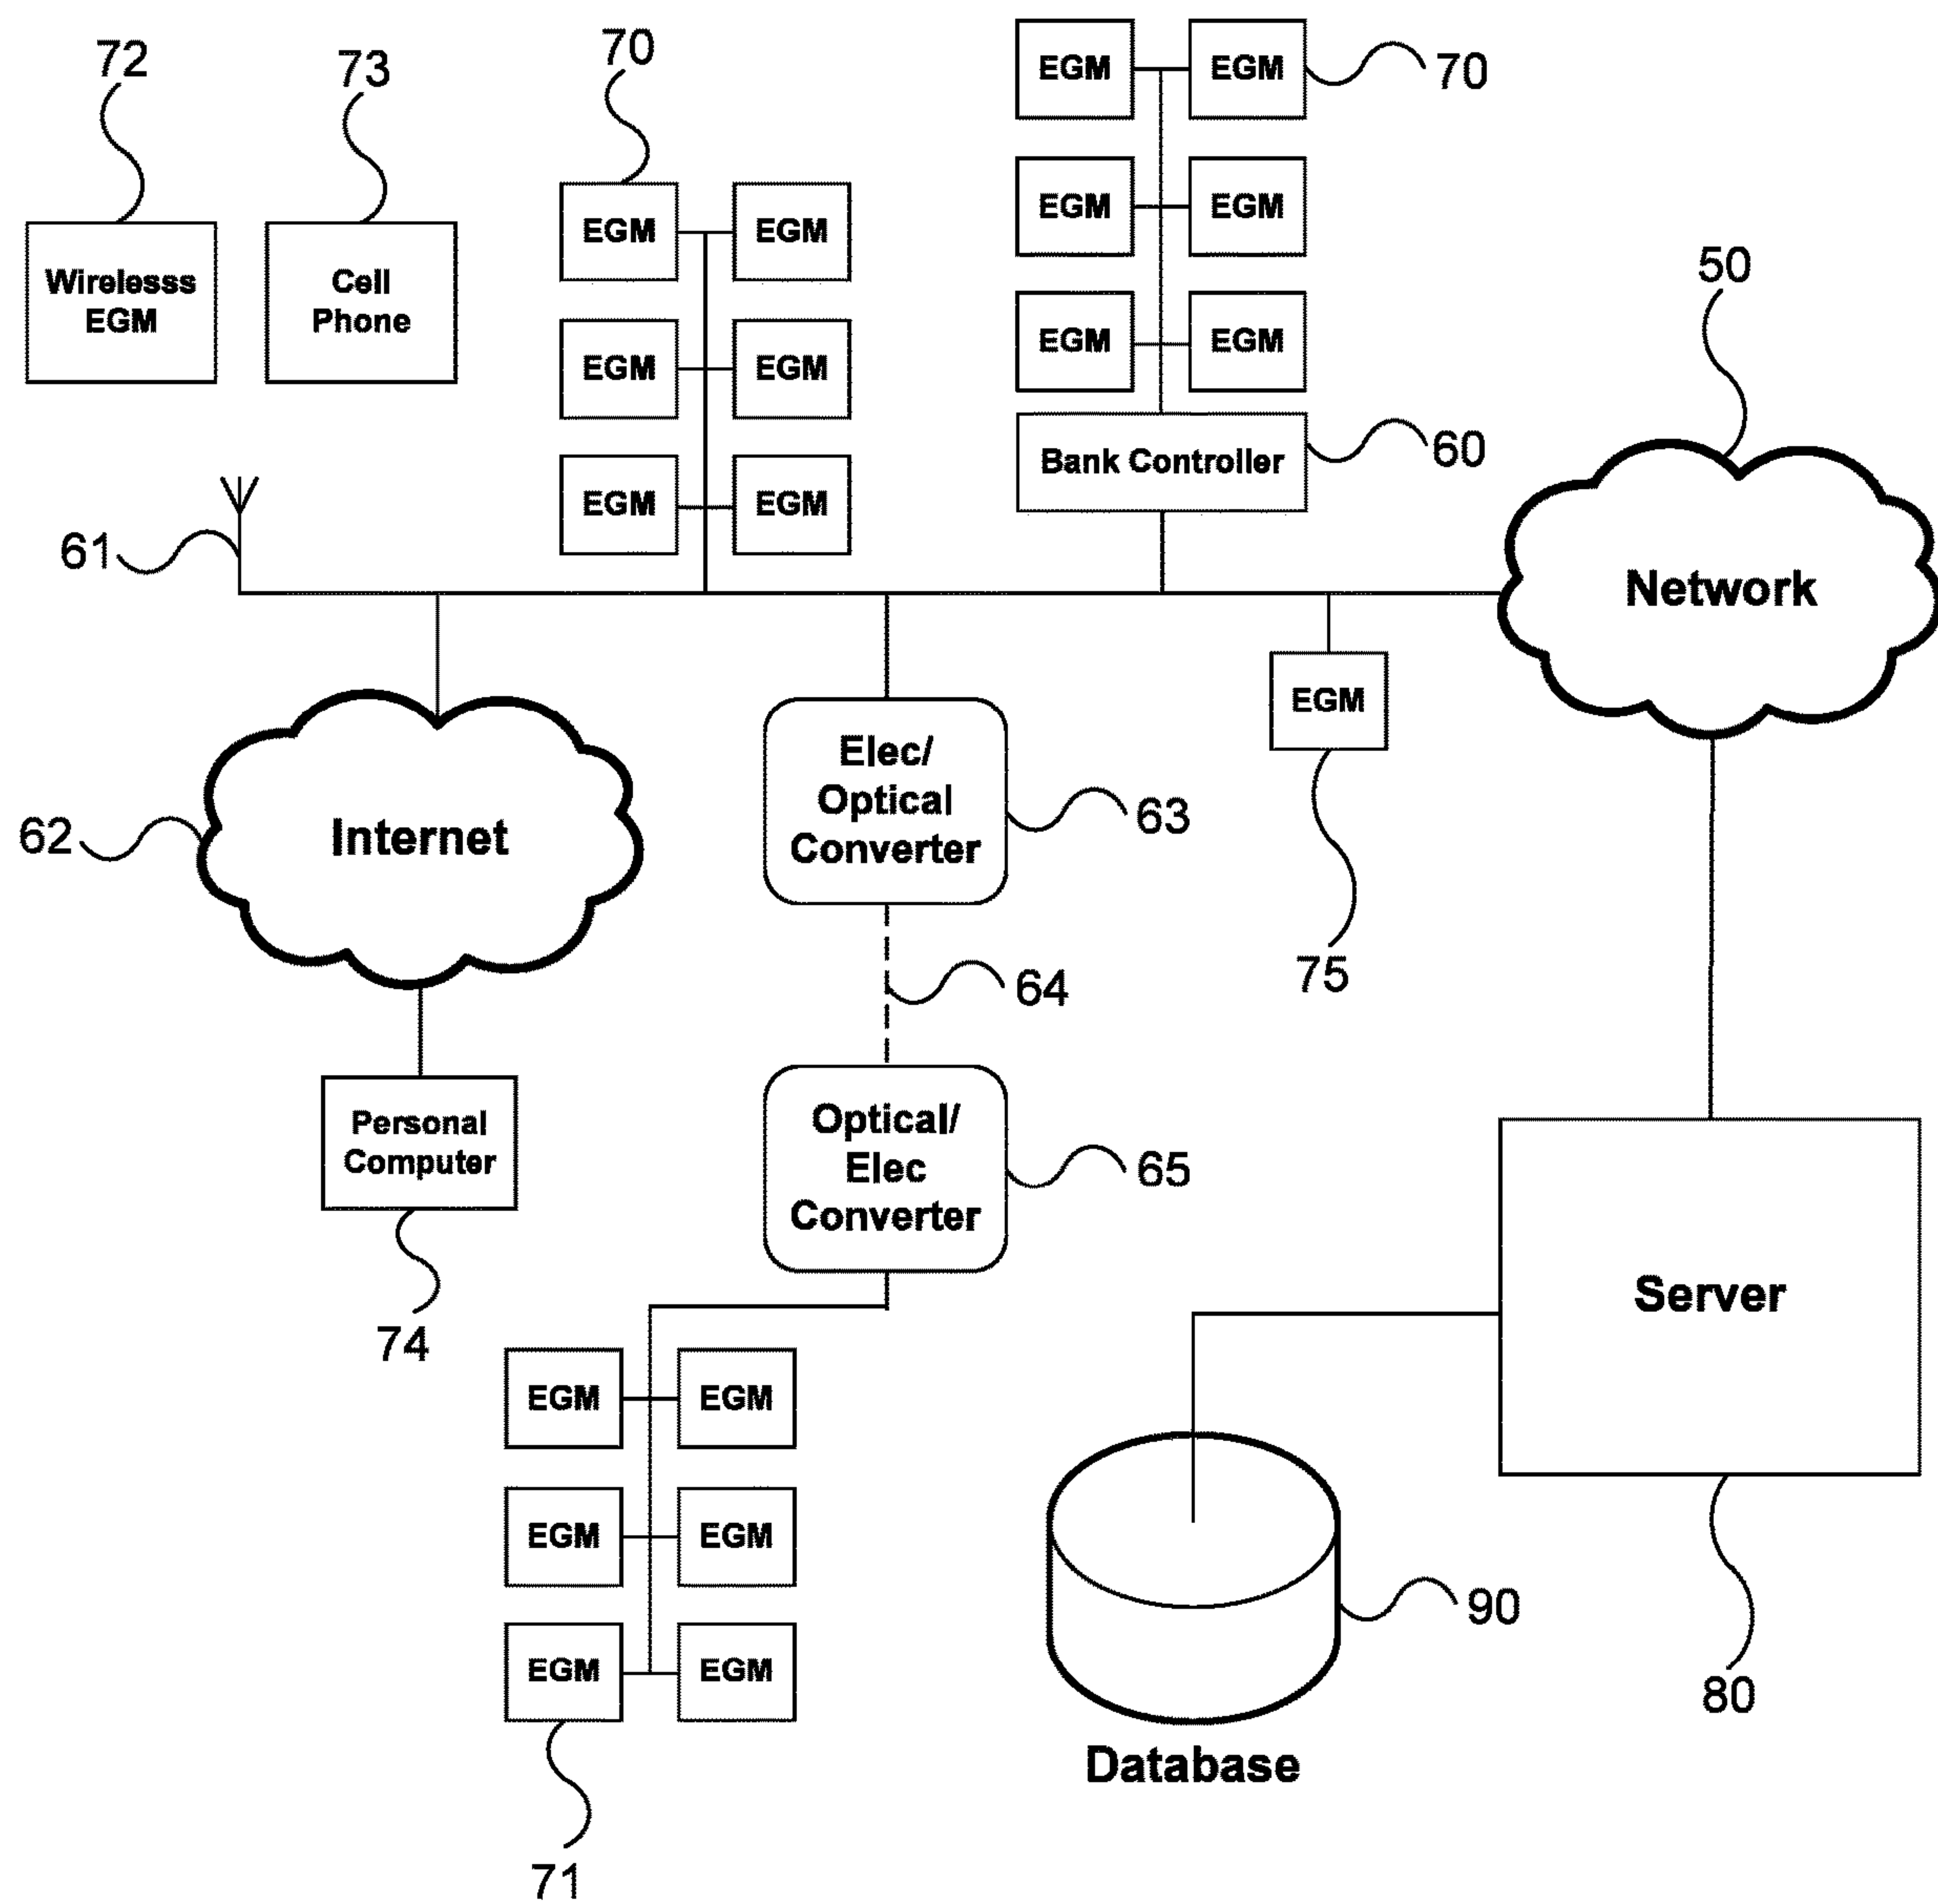 72
73
70
EGM
EGM
70
EGM
EGM
EGM
EGM
Bank Controller
60
50
Wirelesss
EGM
Cell
Phone
EGM
EGM
EGM
EGM
EGM
EGM
61
Network
EGM
75
62
Internet
Elec/
Optical
Converter
63
64
Personal
Computer
74
Optical/
Elec
Converter
65
Server
80
EGM
EGM
EGM
EGM
EGM
EGM
71
90
Database